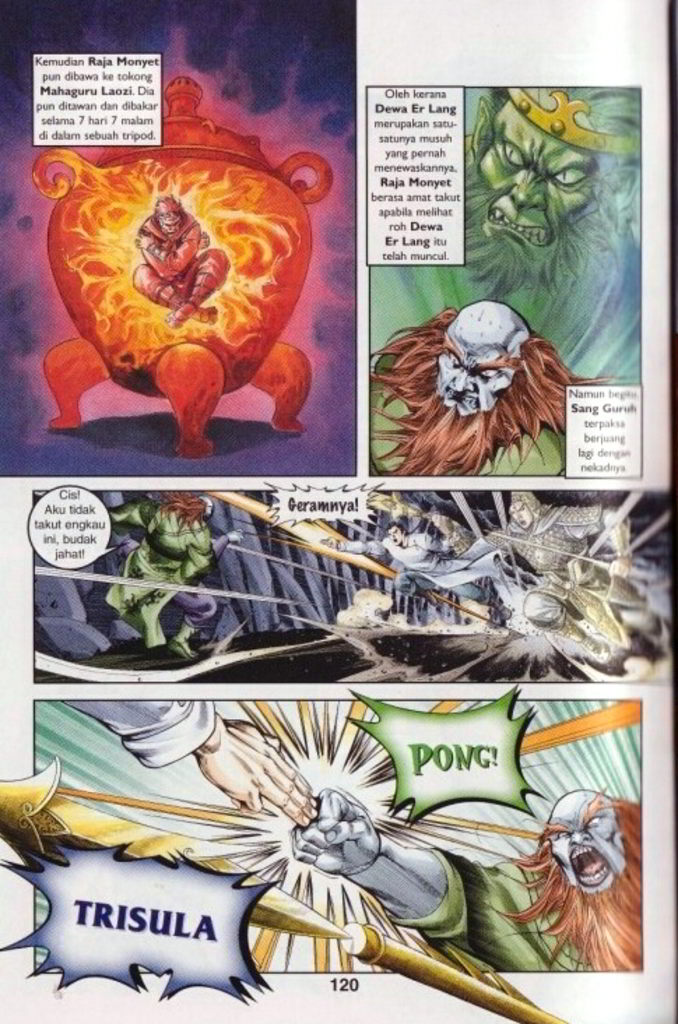 Kemudian Raja Monyet
pun dibawa ke tokong
Mahaguru Laozi. Dia
pun ditawan dan dibakar
selama 7 hari 7 malam
di dalam sebuah tripod.
Oleh kerana
Dewa Er Lang
merupakan satu-
satunya musuh
yang pernah
menewaskannya,
Raja Monyet
berasa amat takut
apabila melihat
roh Dewa
Er Lang itu
telah muncul.
Namun begitu,
Sang Guruh
terpaksa
berjuang
lagi dengan
nekadnya.
Cis!
Aku tidak
takut engkau
ini, budak
jahat!
Geramnya!
PONG!
TRISULA
120